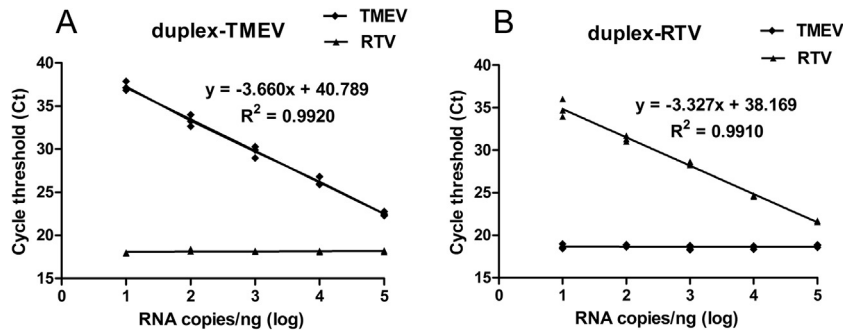 A
duplex-TMEV
TMEV
RTV
Cycle threshold (Ct)
40
35
30
25
20
15
y = -3.660x + 40.789
R² = 0.9920
0 1 2 3 4 5
RNA copies/ng (log)
B
duplex-RTV
TMEV
RTV
Cycle threshold (Ct)
40
35
30
25
20
15
y = -3.327x + 38.169
R² = 0.9910
0 1 2 3 4 5
RNA copies/ng (log)